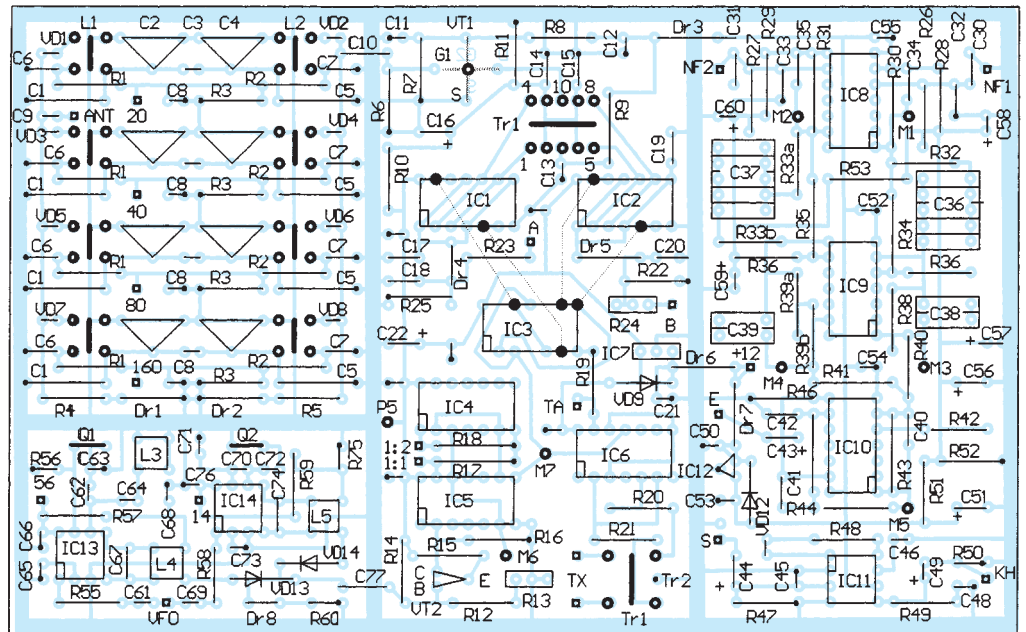 L1 C2 C3 C4 L2 VD2 C11 VT1 R8 C12 Dr3 C31 R29 C35 C55 R26 C32
VD1 C10 G1 R11 C14 C15 R27 C33 R31 R30 C34 R28 C30
C6 R1 R2 C7 R7 S 4 10 8 NF2 IC8 NF1
C1 C8 R3 C5 R6 R9
C9 ANT 20 C16 + Tr1 C60 + M2 M1 C58 +
VD3 VD4 C19
C6 R1 R2 C7 R10 1 C13 5 C37 R33a R32
C1 C8 R3 C5 IC1 IC2 R53
40 C52 C36
VD5 VD6 A R35 R34
C6 R1 R2 C7 C17 R23 Dr5 C20 R33b
C1 C8 R3 C5 C18 Dr4 R22 C59+ R36 R39a IC9 R36
80 R25 R24 B R38 C38
VD7 VD8 IC3 C39
C6 R1 R2 C7 C22 + IC7 Dr6 +12 R39b C54 R40 C57 +
C1 160 C8 R3 C5 R19 VD9 M4 R46 R41 M3 C56 +
R4 Dr1 Dr2 R5 P5 IC4 TA C21 E Dr7
Q1 C71 Q2 R75 1:2 R18 C50 C42 C40 R42
R56 C63 L3 C70 C72 R59 1:1 R17 M7 IC6 IC12 C43+ IC10 R52
56 C62 C64 C76 IC14 C74 C41 R43 R51
R57 C68 14 L5 IC5 R20 C53 VD12 R44 M5 C51 +
C66 R16 R21 S R48 C46
IC13 C67 L4 R58 C73 VD14 R14 R15 M6 R50
C65 VD13 C77 C B E TX Tr2 + C44 C45 IC11 + C49 KH
R55 C61 C69 VT2 R13 C48
VFO Dr8 R60 R12 Tr1 R47 R49